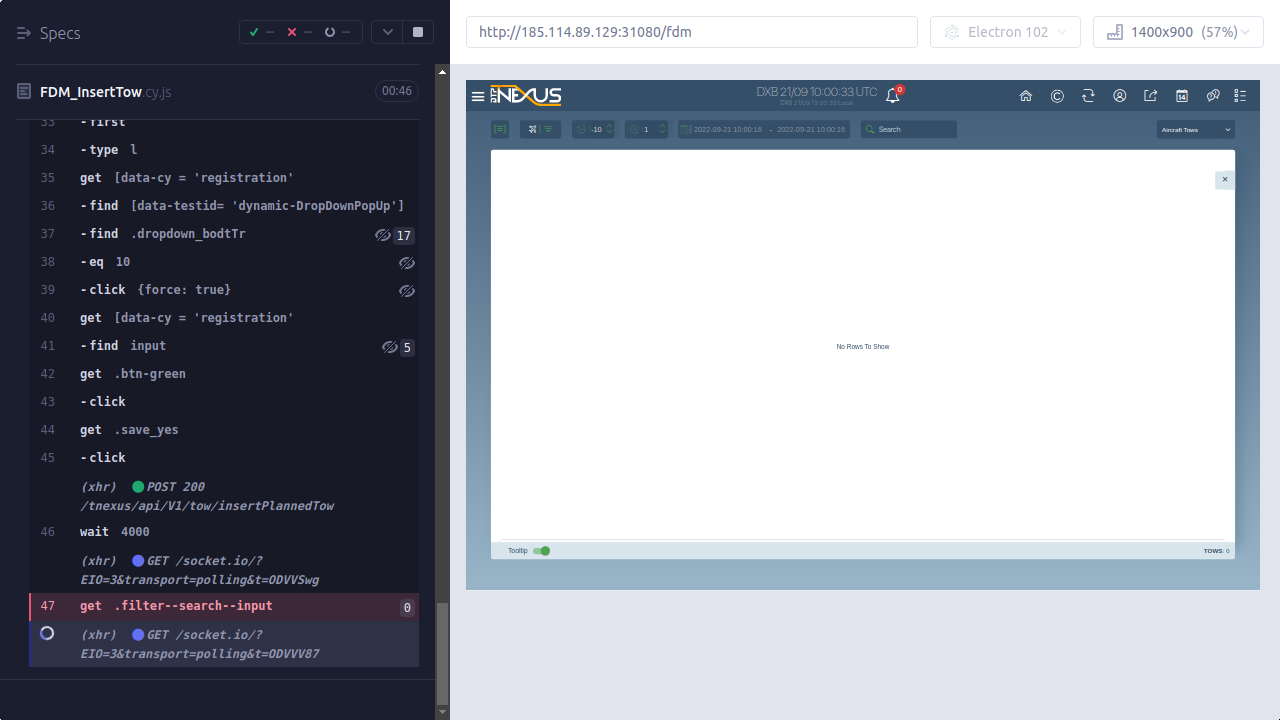 Specs
FDM_InsertTow.cy.js
00:46
33 -first
34 -type l
35 get [data-cy = 'registration'
36 -find [data-testid= 'dynamic-DropDownPopUp']
37 -find .dropdown_bodtTr 17
38 -eq 10
39 -click {force: true}
40 get [data-cy = 'registration'
41 -find input 5
42 get .btn-green
43 -click
44 get .save_yes
45 -click
(xhr) POST 200
/tnexus/api/V1/tow/insertPlannedTow
46 wait 4000
(xhr) GET /socket.io/?
EIO=3&transport=polling&t=ODVVSwg
47 get .filter--search--input 0
(xhr) GET /socket.io/?
EIO=3&transport=polling&t=ODVVV87
http://185.114.89.129:31080/fdm
Electron 102
1400x900 (57%)
NEXUS
DXB 21/09 10:00:33 UTC
0
14
-10
1
2022-09-21 10:00:16 - 2022-09-21 10:00:16
Search
Aircraft Tows
×
No Rows To Show
Tooltip
TOWS: 0